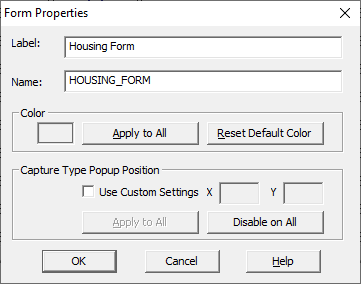 Form Properties
Label: Housing Form
Name: HOUSING_FORM
Color
Apply to All Reset Default Color
Capture Type Popup Position
Use Custom Settings X Y
Apply to All Disable on All
OK Cancel Help